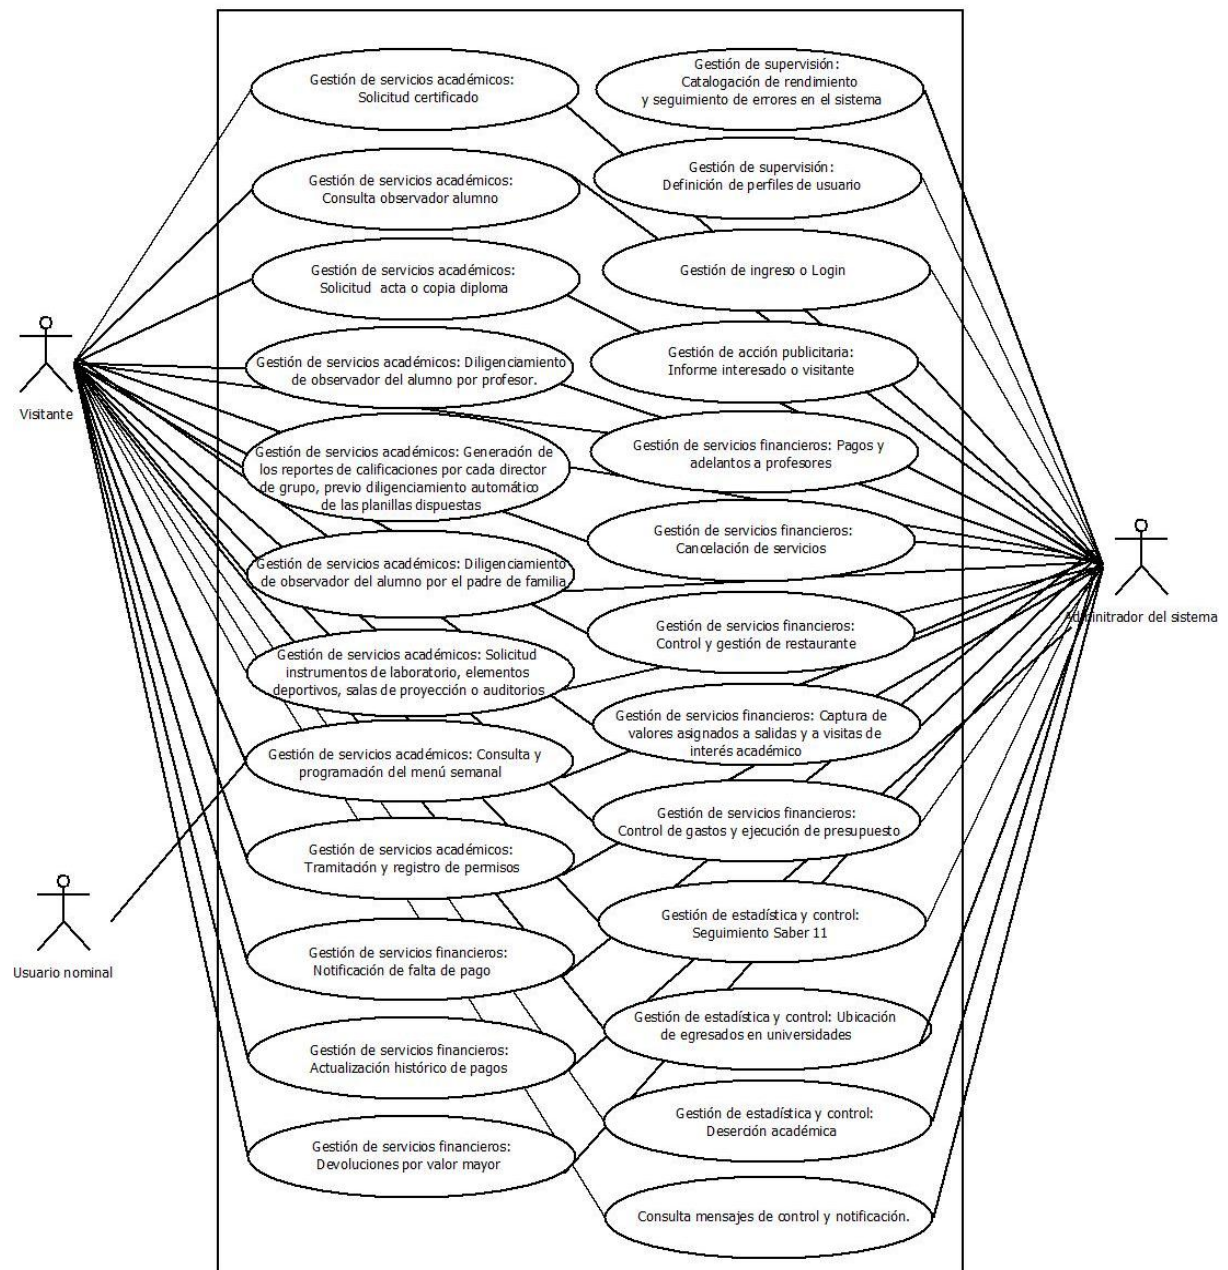 Gestión de servicios académicos:
Solicitud certificado
Gestión de servicios académicos:
Consulta observador alumno
Gestión de servicios académicos:
Solicitud acta o copia diploma
Gestión de servicios académicos: Diligenciamiento
de observador del alumno por profesor.
Gestión de servicios académicos: Generación de
los reportes de calificaciones por cada director
de grupo, previo diligenciamiento automático
de las planillas dispuestas
Gestión de servicios académicos: Diligenciamiento
de observador del alumno por el padre de familia
Gestión de servicios académicos: Solicitud
instrumentos de laboratorio, elementos
deportivos, salas de proyección o auditorios
Gestión de servicios académicos: Consulta y
programación del menú semanal
Gestión de servicios académicos:
Tramitación y registro de permisos
Gestión de servicios financieros:
Notificación de falta de pago
Gestión de servicios financieros:
Actualización histórico de pagos
Gestión de servicios financieros:
Devoluciones por valor mayor
Gestión de supervisión:
Catalogación de rendimiento
y seguimiento de errores en el sistema
Gestión de supervisión:
Definición de perfiles de usuario
Gestión de ingreso o Login
Gestión de acción publicitaria:
Informe interesado o visitante
Gestión de servicios financieros: Pagos y
adelantos a profesores
Gestión de servicios financieros:
Cancelación de servicios
Gestión de servicios financieros:
Control y gestión de restaurante
Gestión de servicios financieros: Captura de
valores asignados a salidas y a visitas de
interés académico
Gestión de servicios financieros:
Control de gastos y ejecución de presupuesto
Gestión de estadística y control:
Seguimiento Saber 11
Gestión de estadística y control: Ubicación
de egresados en universidades
Gestión de estadística y control:
Deserción académica
Consulta mensajes de control y notificación.
Visitante
Usuario nominal
Adminitrador del sistema